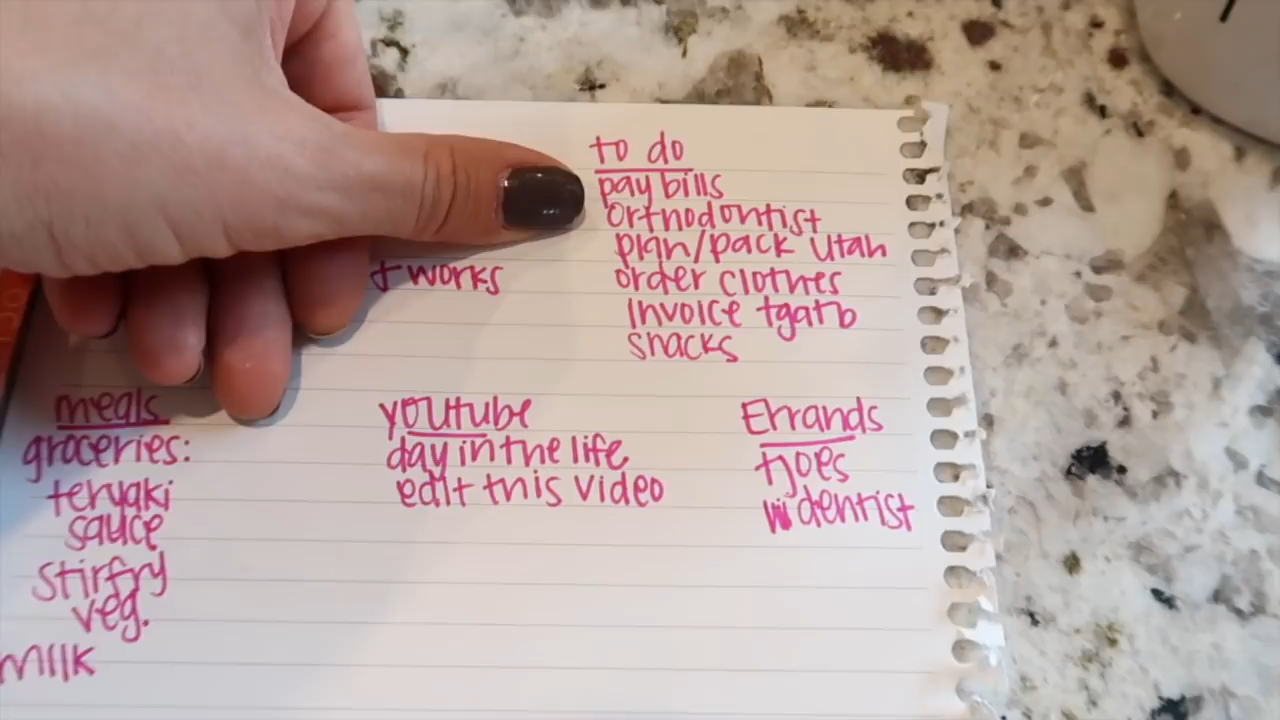 to do
pay bills
orthodontist
plan/pack Utah
order clothes
invoice tgatb
snacks
+ works
meals
groceries:
teryaki
sauce
stirfry
veg.
milk
youtube
day in the life
edit this video
Errands
tjoes
dentist